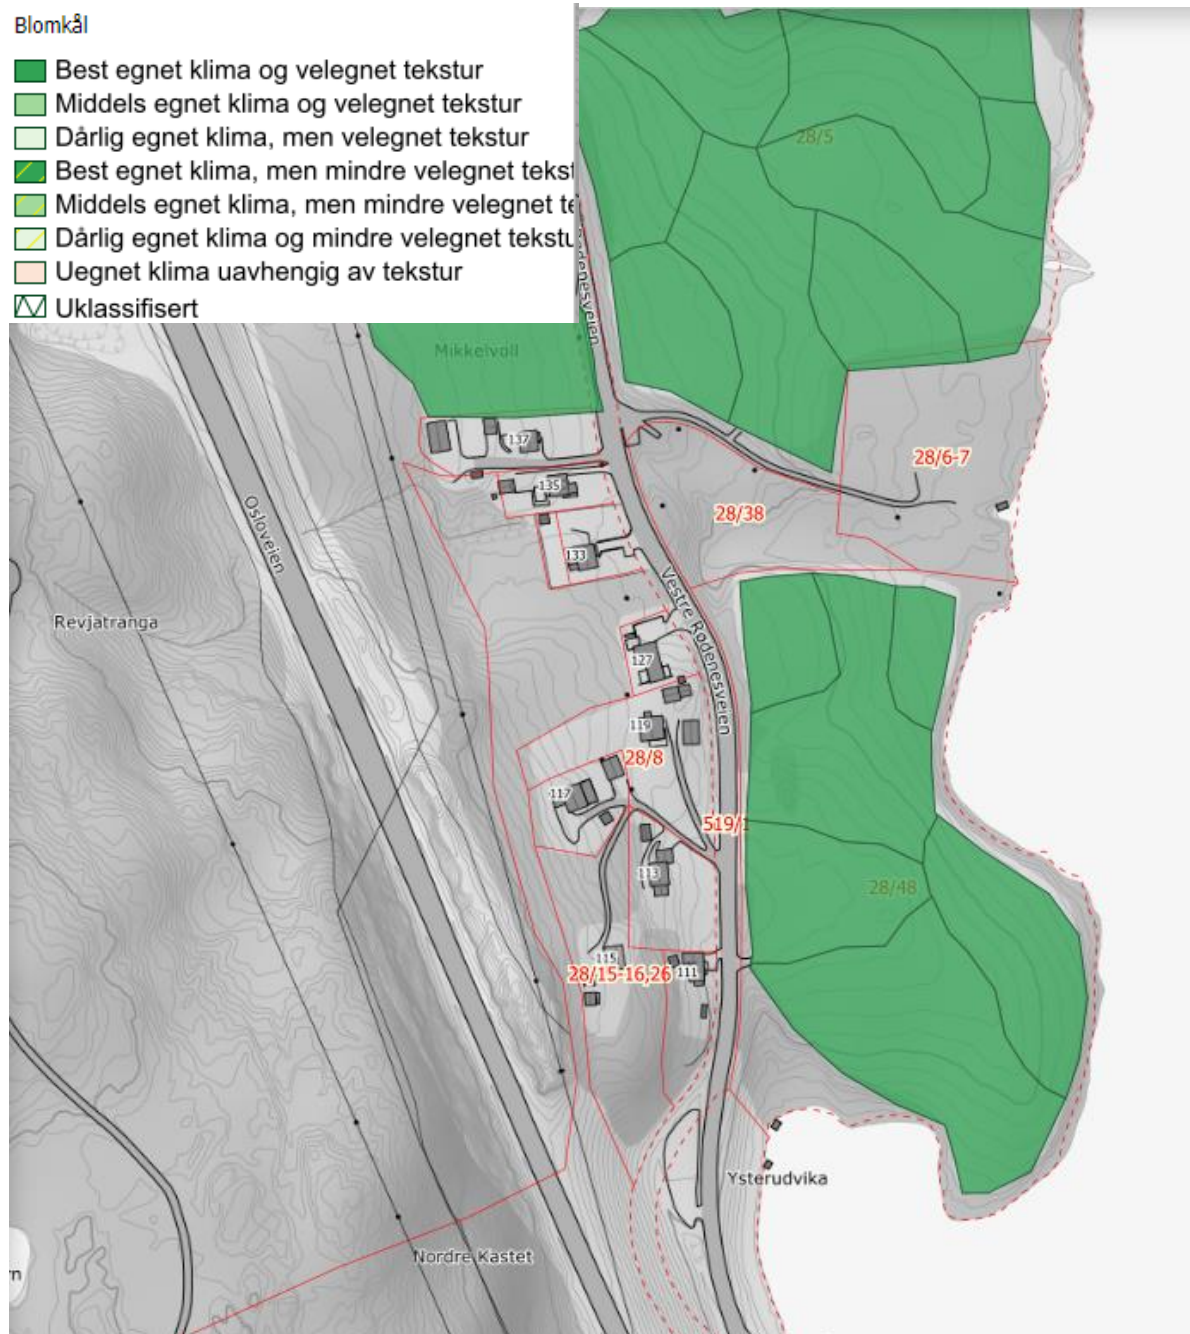 Blomkål
Best egnet klima og velegnet tekstur
Middels egnet klima og velegnet tekstur
Dårlig egnet klima, men velegnet tekstur
Best egnet klima, men mindre velegnet tekst
Middels egnet klima, men mindre velegnet te
Dårlig egnet klima og mindre velegnet tekstu
Uegnet klima uavhengig av tekstur
Uklassifisert
28/5
Rødenesveien
Mikkelvoll
137
28/6-7
135
28/38
Osloveien
133
Vestre Rødenesveien
Revjatranga
127
119
28/8
117
519/1
113
28/48
115
28/15-16,26
111
Ysterudvika
Nordre Kastet
n